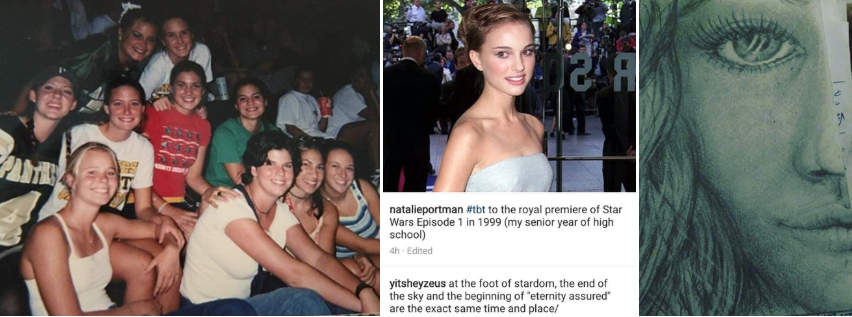 PANTH
natalieportman #tbt to the royal premiere of Star
Wars Episode 1 in 1999 (my senior year of high
school)
4h · Edited
yitsheyzeus at the foot of stardom, the end of
the sky and the beginning of "eternity assured"
are the exact same time and place/